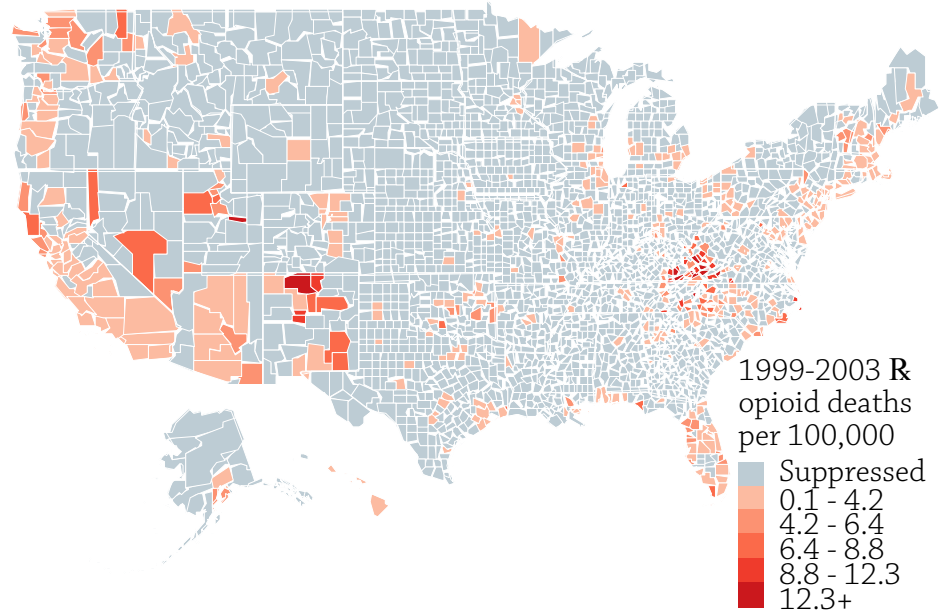 1999-2003 ℞
opioid deaths
per 100,000
Suppressed
0.1 - 4.2
4.2 - 6.4
6.4 - 8.8
8.8 - 12.3
12.3+